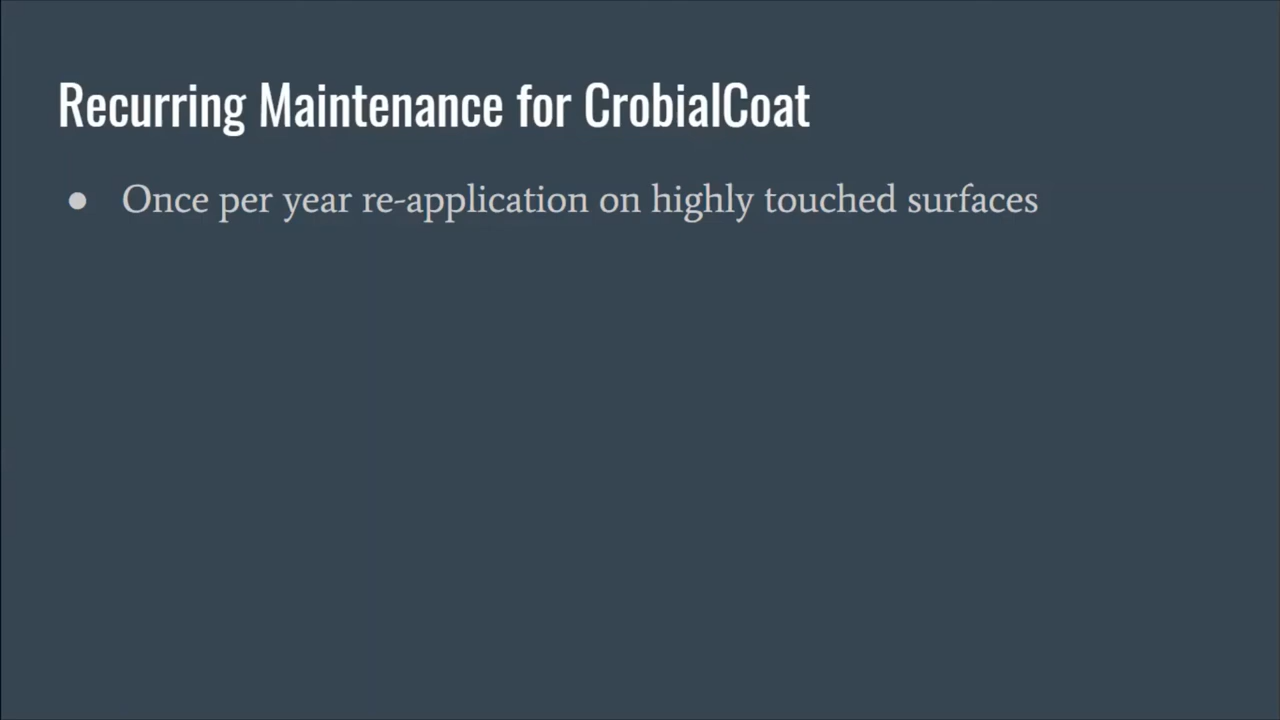 Recurring Maintenance for CrobialCoat
● Once per year re-application on highly touched surfaces